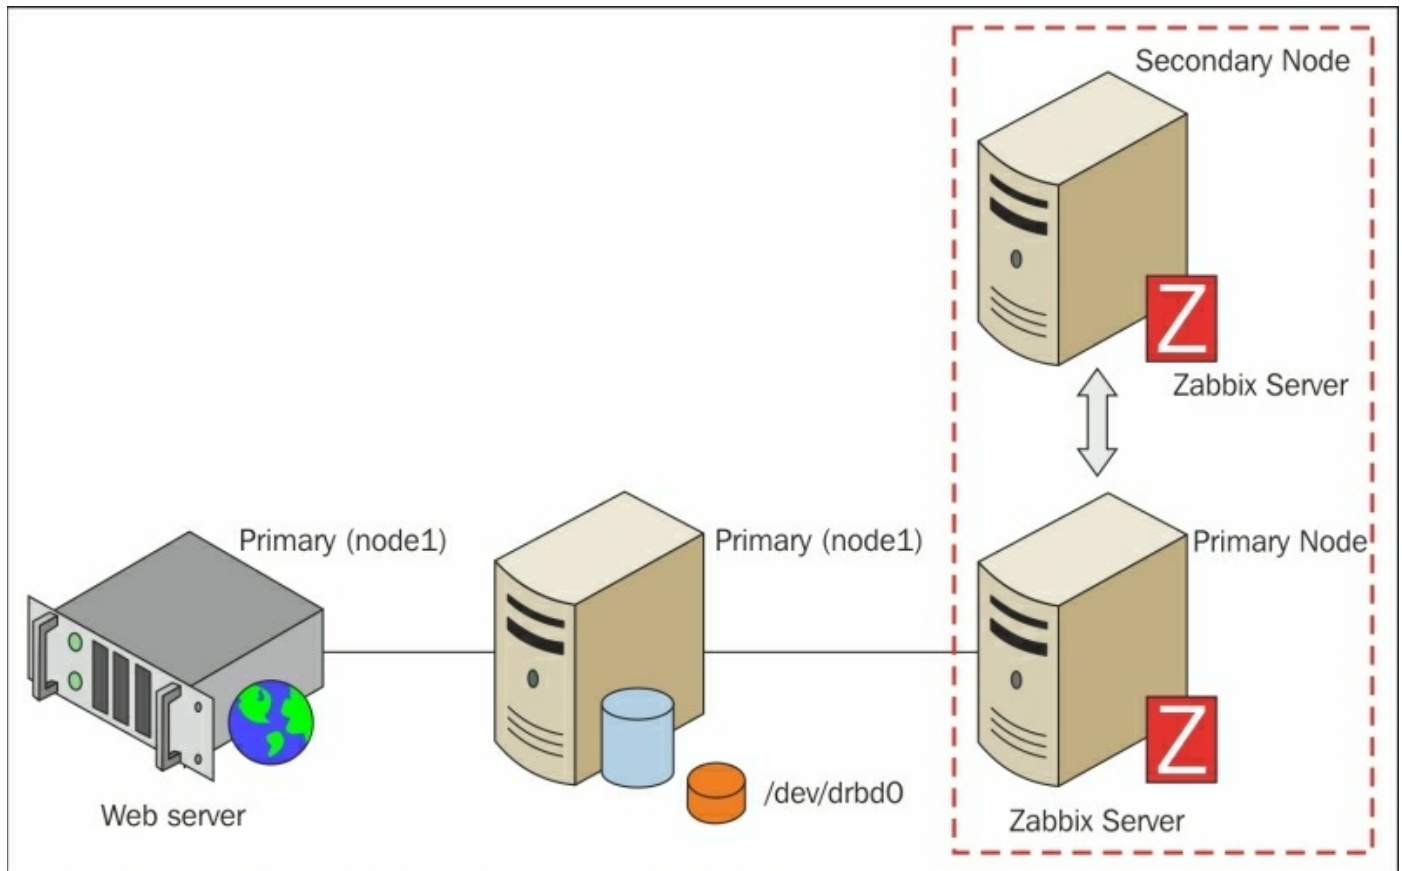 Secondary Node
Z
Zabbix Server
Primary (node1)
Primary (node1)
Primary Node
Z
/dev/drbd0
Web server
Zabbix Server